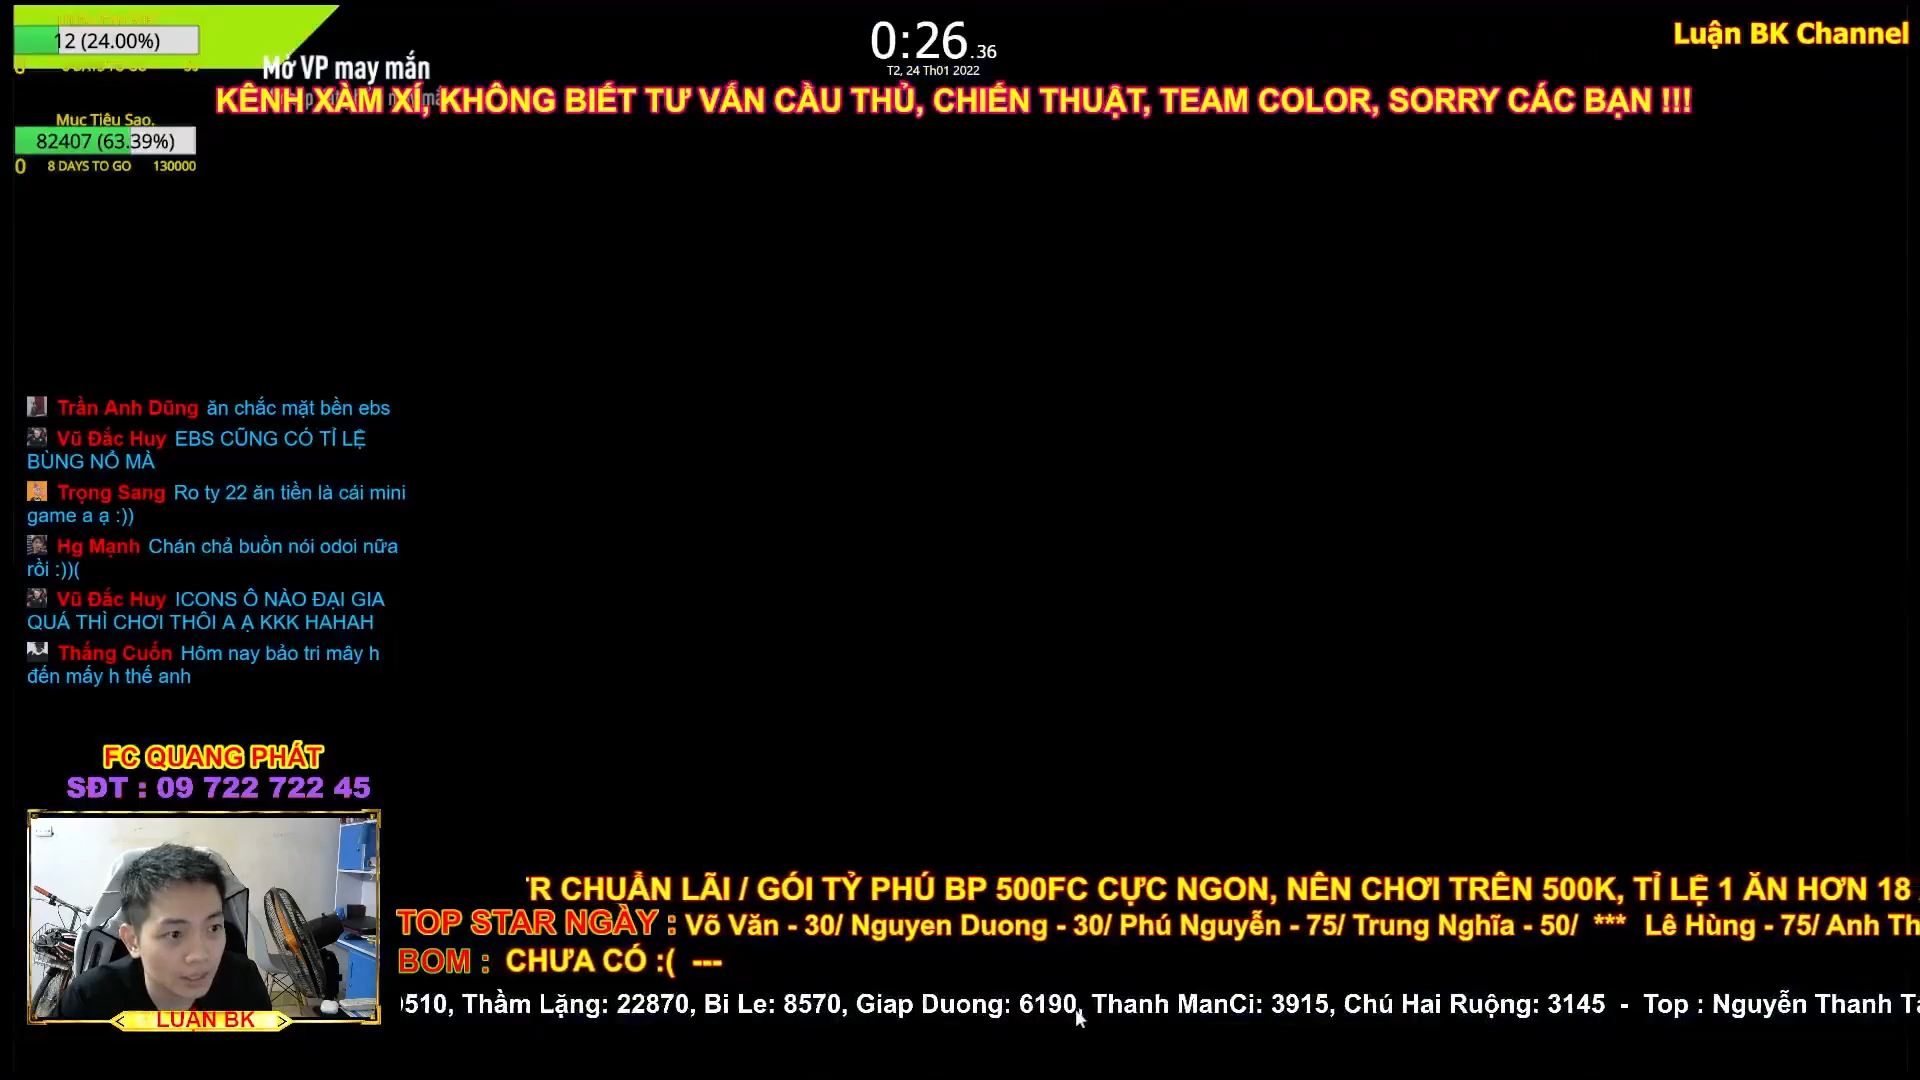 12 (24.00%)
0:26.36
T2, 24 Th01 2022
Luận BK Channel
Mở VP may mắn
KÊNH XÀM XÍ, KHÔNG BIẾT TƯ VẤN CẦU THỦ, CHIẾN THUẬT, TEAM COLOR, SORRY CÁC BẠN !!!
Mục Tiêu Sao.
82407 (63.39%)
0 8 DAYS TO GO 130000
Trần Anh Dũng ăn chắc mặt bền ebs
Vũ Đắc Huy EBS CŨNG CÓ TỈ LỆ
BÙNG NỔ MÀ
Trọng Sang Ro ty 22 ăn tiền là cái mini
game a ạ :))
Hg Mạnh Chán chả buồn nói odoi nữa
rồi :))(
Vũ Đắc Huy ICONS Ô NÀO ĐẠI GIA
QUÁ THÌ CHƠI THÔI A Ạ KKK HAHAH
Thắng Cuốn Hôm nay bảo tri mây h
đến mấy h thế anh
FC QUANG PHÁT
SĐT : 09 722 722 45
LUẬN BK
TR CHUẨN LÃI / GÓI TỶ PHÚ BP 500FC CỰC NGON, NÊN CHƠI TRÊN 500K, TỈ LỆ 1 ĂN HƠN 18
TOP STAR NGÀY : Võ Văn - 30/ Nguyen Duong - 30/ Phú Nguyễn - 75/ Trung Nghĩa - 50/ *** Lê Hùng - 75/ Anh Th
BOM : CHƯA CÓ :( ---
510, Thầm Lặng: 22870, Bi Le: 8570, Giap Duong: 6190, Thanh ManCi: 3915, Chú Hai Ruộng: 3145 - Top : Nguyễn Thanh